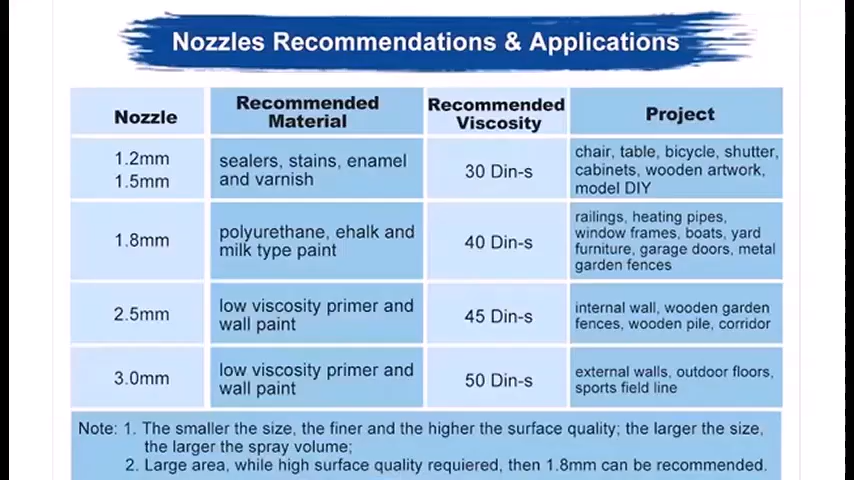 Nozzles Recommendations & Applications
Nozzle
Recommended
Material
Recommended
Viscosity
Project
1.2mm
1.5mm
sealers, stains, enamel
and varnish
30 Din-s
chair, table, bicycle, shutter,
cabinets, wooden artwork,
model DIY
1.8mm
polyurethane, ehalk and
milk type paint
40 Din-s
railings, heating pipes,
window frames, boats, yard
furniture, garage doors, metal
garden fences
2.5mm
low viscosity primer and
wall paint
45 Din-s
internal wall, wooden garden
fences, wooden pile, corridor
3.0mm
low viscosity primer and
wall paint
50 Din-s
external walls, outdoor floors,
sports field line
Note: 1. The smaller the size, the finer and the higher the surface quality; the larger the size,
the larger the spray volume;
2. Large area, while high surface quality requiered, then 1.8mm can be recommended.